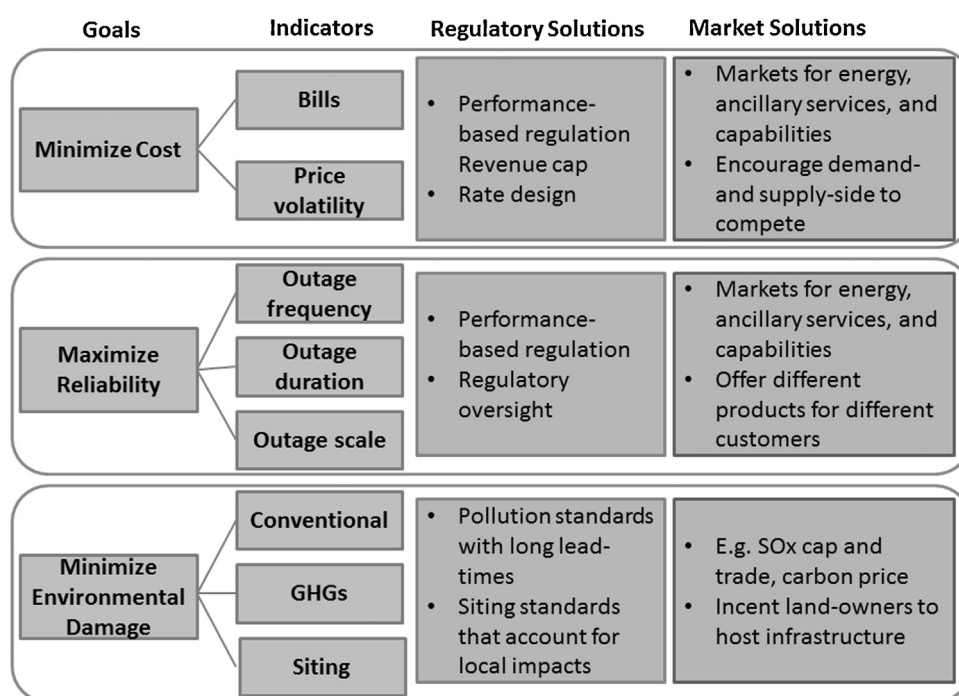 Goals
Indicators
Regulatory Solutions
Market Solutions
Minimize Cost
Bills
Price
volatility
• Performance-
based regulation
Revenue cap
• Rate design
• Markets for energy,
ancillary services, and
capabilities
• Encourage demand-
and supply-side to
compete
Maximize
Reliability
Outage
frequency
Outage
duration
Outage scale
• Performance-
based regulation
• Regulatory
oversight
• Markets for energy,
ancillary services, and
capabilities
• Offer different
products for different
customers
Minimize
Environmental
Damage
Conventional
GHGs
Siting
• Pollution standards
with long lead-
times
• Siting standards
that account for
local impacts
• E.g. SOx cap and
trade, carbon price
• Incent land-owners to
host infrastructure